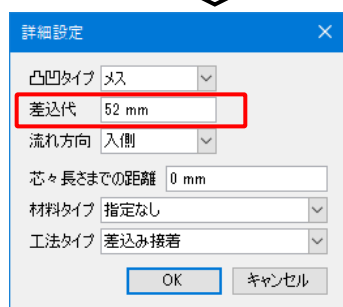 詳細設定
凸凹タイプ メス
差込代 52 mm
流れ方向 入側
芯々長さまでの距離 0 mm
材料タイプ 指定なし
工法タイプ 差込み接着
OK キャンセル